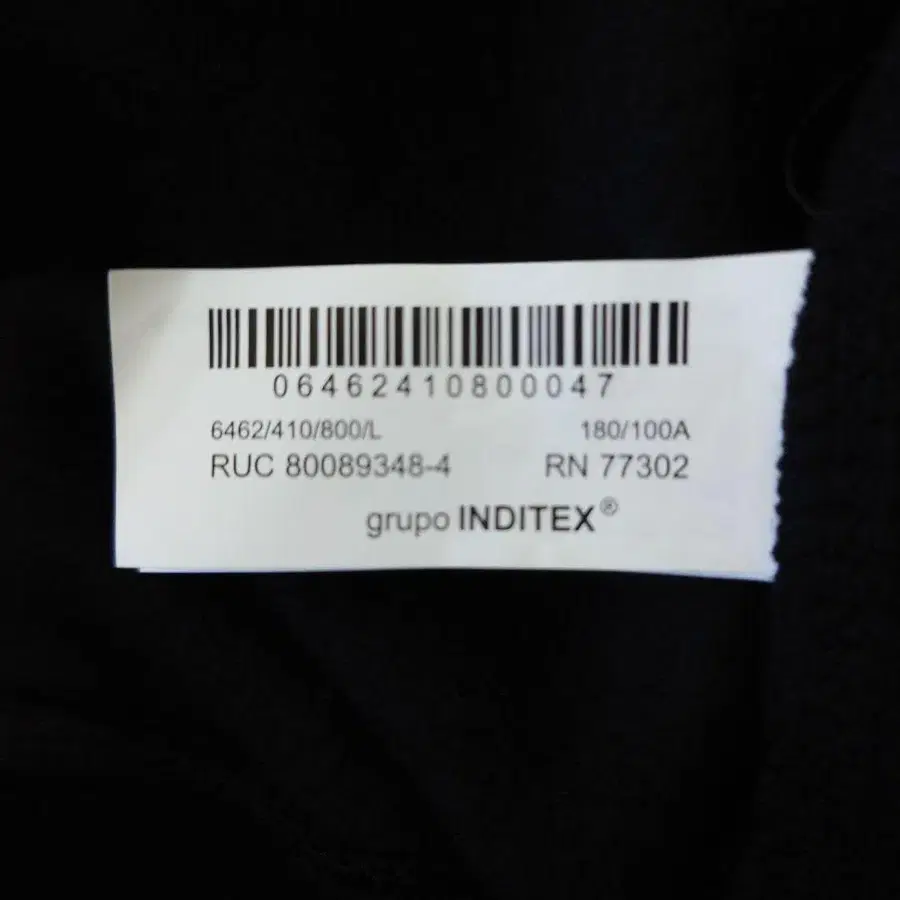 06462410800047
6462/410/800/L 180/100A
RUC 80089348-4 RN 77302
grupo INDITEX®